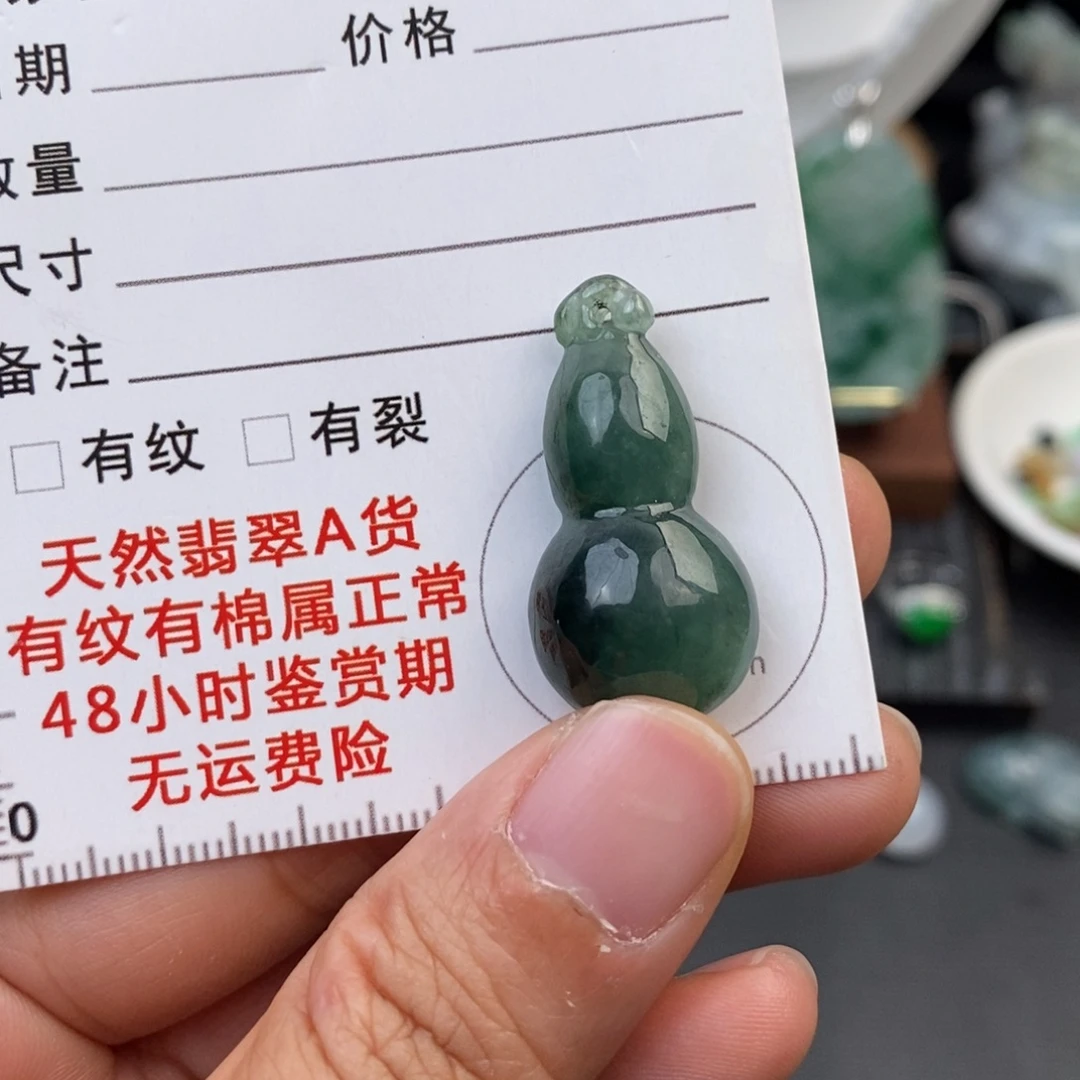 期 价格
数量
尺寸
备注
□ 有纹 □ 有裂
天然翡翠A货
有纹有棉属正常
48小时鉴赏期
无运费险
0